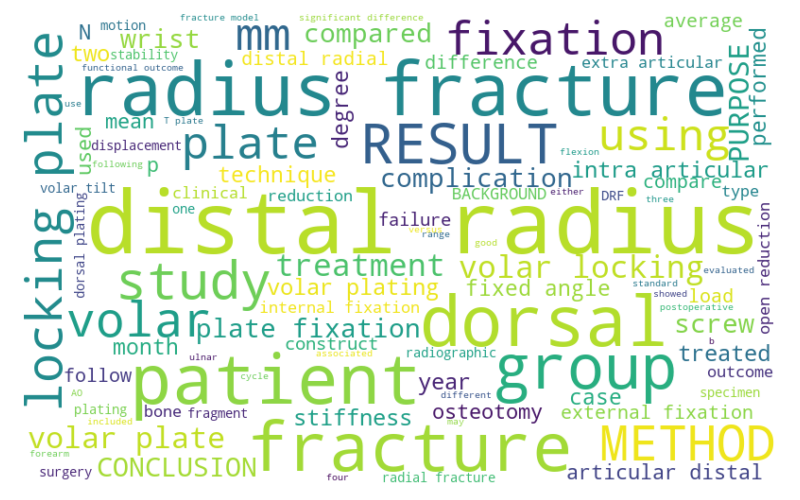 fracture model
significant difference
motion
N
wrist
mm
compared
fixation
average
two
stability
distal radial
difference
extra articular
functional outcome
use
radius fracture
PURPOSE
performed
locking plate
T plate
mean
degree
displacement
plate
RESULT
using
used
following
p
flexion
technique
complication
intra articular
volar tilt
clinical
reduction
BACKGROUND
either
DRF
compare
type
one
three
distal radius
dorsal plating
failure
versus
range
good
open reduction
study
treatment
volar locking
evaluated
volar plating
fixed angle
standard
load
internal fixation
showed
postoperative
volar
plate fixation
dorsal
screw
b
month
construct
radiographic
treated
ulnar
associated
follow
patient
group
year
cycle
different
outcome
AO
bone
fragment
osteotomy
case
specimen
plating
stiffness
external fixation
included
may
volar plate
fracture
METHOD
forearm
surgery
CONCLUSION
four
radial fracture
articular distal